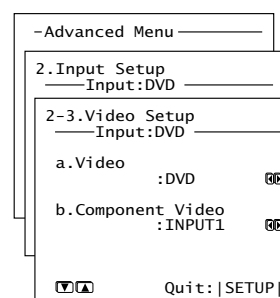 -Advanced Menu
2.Input Setup
Input:DVD
2-3.Video Setup
Input:DVD
a.Video
:DVD
b.Component Video
:INPUT1
Quit:|SETUP|